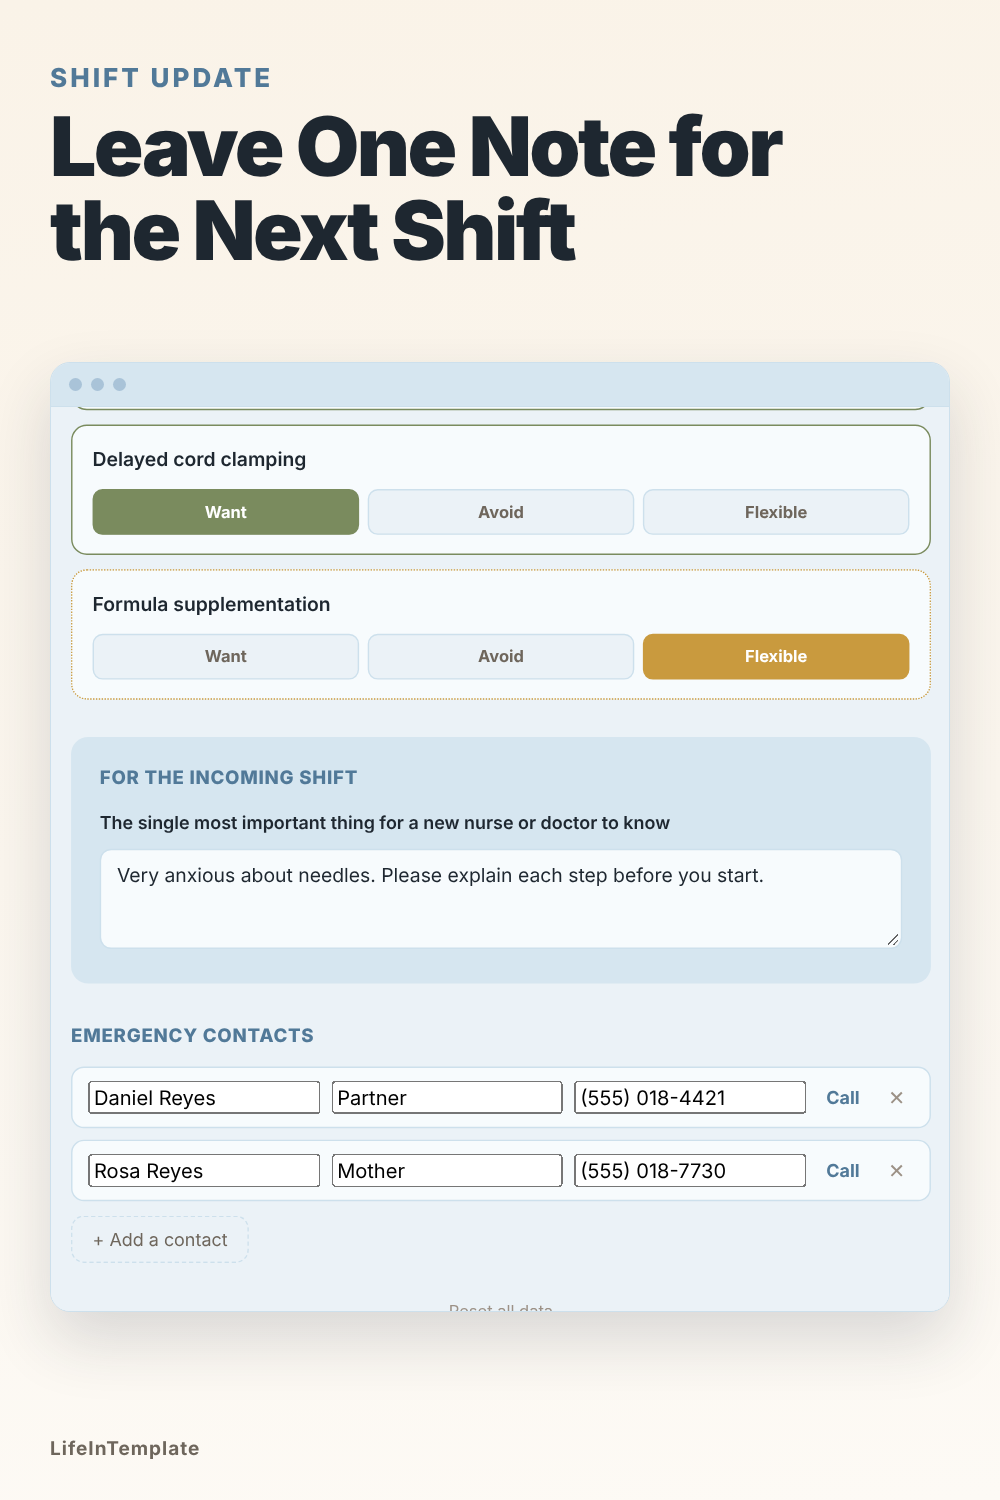 SHIFT UPDATE
Leave One Note for
the Next Shift
Delayed cord clamping
Want Avoid Flexible
Formula supplementation
Want Avoid Flexible
FOR THE INCOMING SHIFT
The single most important thing for a new nurse or doctor to know
Very anxious about needles. Please explain each step before you start.
EMERGENCY CONTACTS
Daniel Reyes Partner (555) 018-4421 Call ✕
Rosa Reyes Mother (555) 018-7730 Call ✕
+ Add a contact
Reset all data
LifeInTemplate